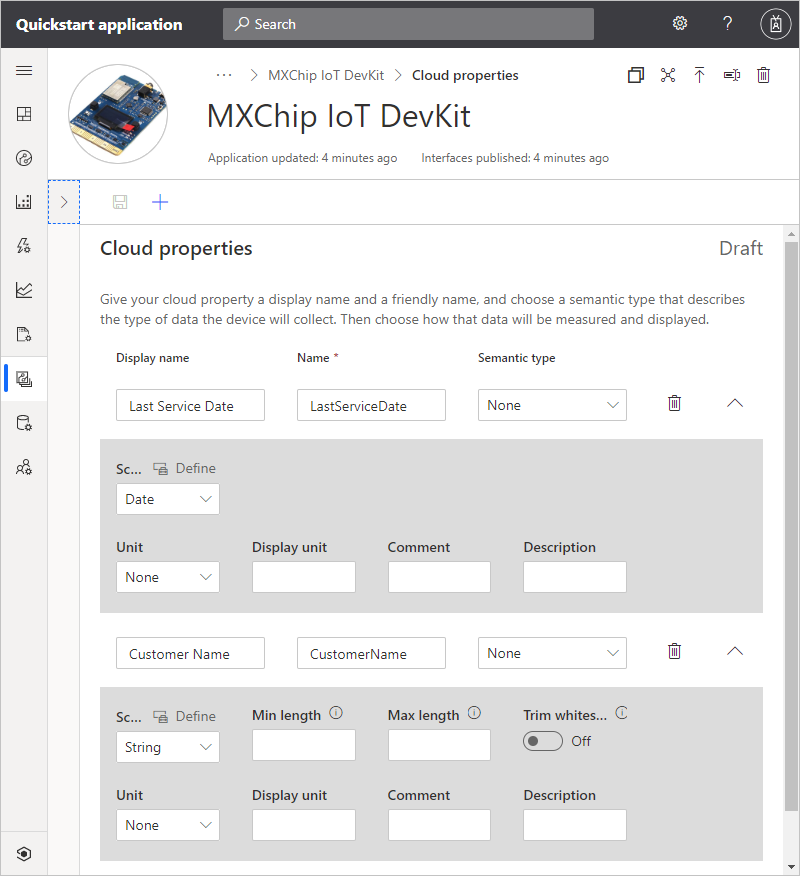 Quickstart application
Search
?
··· > MXChip IoT DevKit > Cloud properties
MXChip IoT DevKit
Application updated: 4 minutes ago Interfaces published: 4 minutes ago
Cloud properties Draft
Give your cloud property a display name and a friendly name, and choose a semantic type that describes
the type of data the device will collect. Then choose how that data will be measured and displayed.
Display name Name * Semantic type
Last Service Date LastServiceDate None
Sc... Define
Date
Unit Display unit Comment Description
None
Customer Name CustomerName None
Sc... Define Min length Max length Trim whites...
String Off
Unit Display unit Comment Description
None